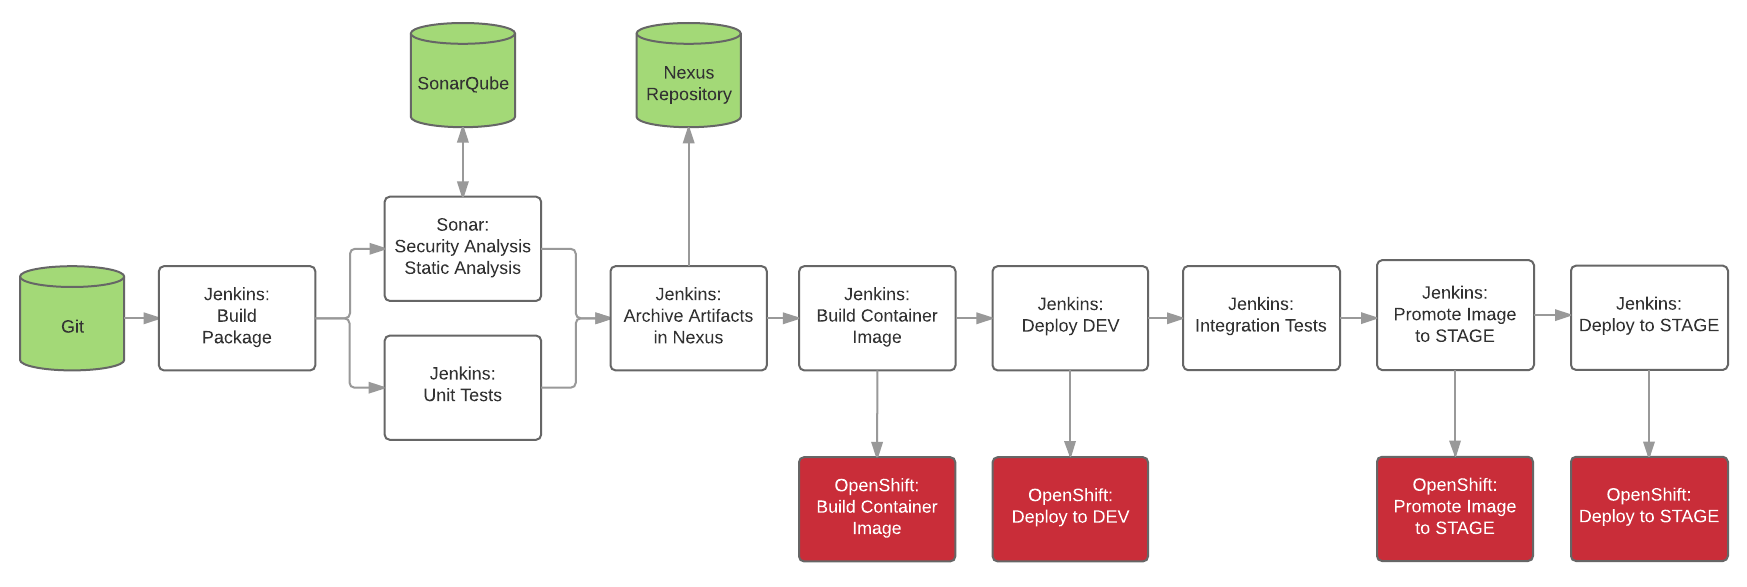 SonarQube
Nexus
Repository
Git
Jenkins:
Build
Package
Sonar:
Security Analysis
Static Analysis
Jenkins:
Unit Tests
Jenkins:
Archive Artifacts
in Nexus
Jenkins:
Build Container
Image
Jenkins:
Deploy DEV
Jenkins:
Integration Tests
Jenkins:
Promote Image
to STAGE
Jenkins:
Deploy to STAGE
OpenShift:
Build Container
Image
OpenShift:
Deploy to DEV
OpenShift:
Promote Image
to STAGE
OpenShift:
Deploy to STAGE